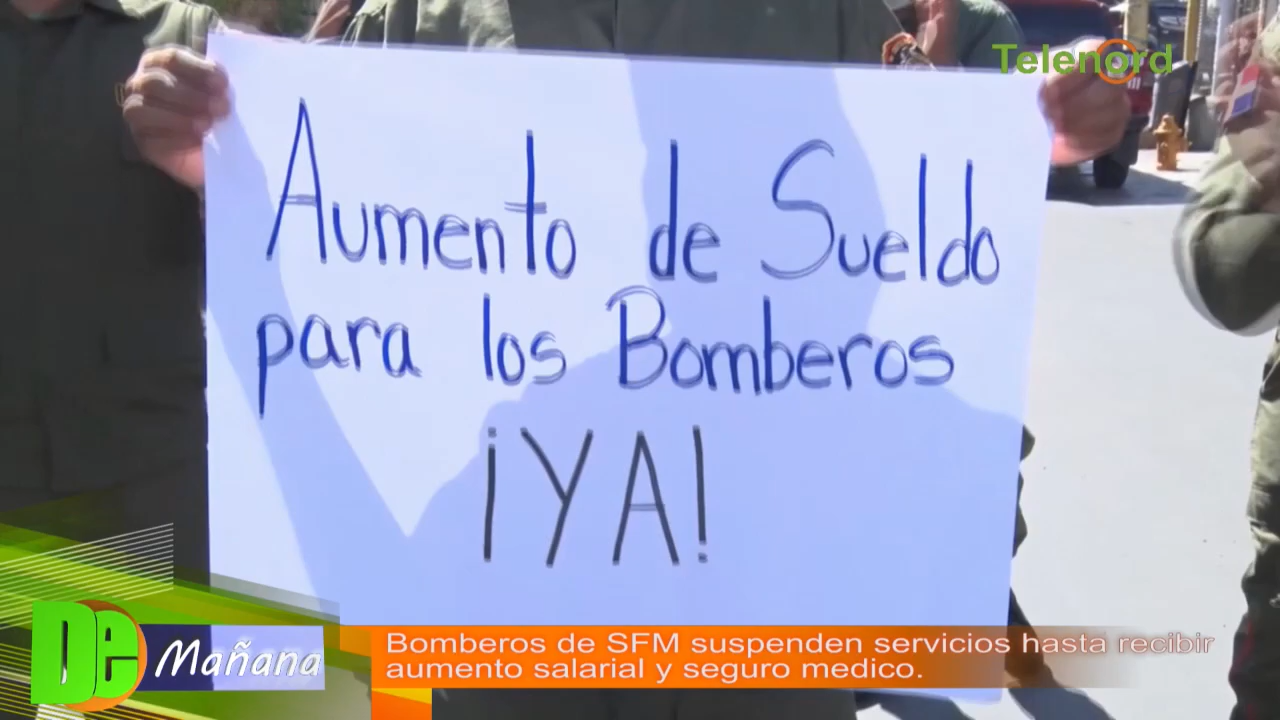 Telenord
Aumento de Sueldo
para los Bomberos
¡YA!
De Mañana
Bomberos de SFM suspenden servicios hasta recibir
aumento salarial y seguro medico.